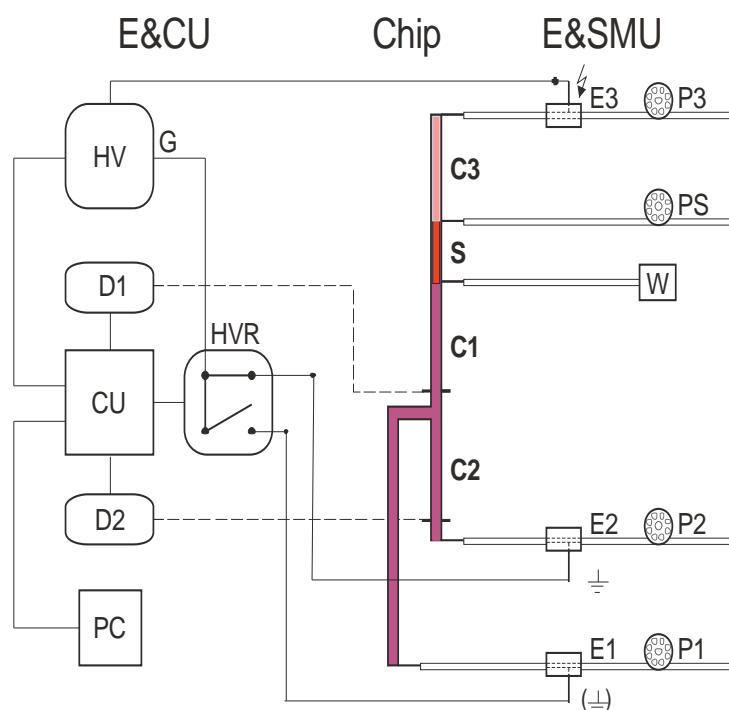 E&CU Chip E&SMU
E3 P3
HV G
C3
PS
S
D1 W
HVR
C1
CU
C2
D2 E2 P2
PC
E1 P1